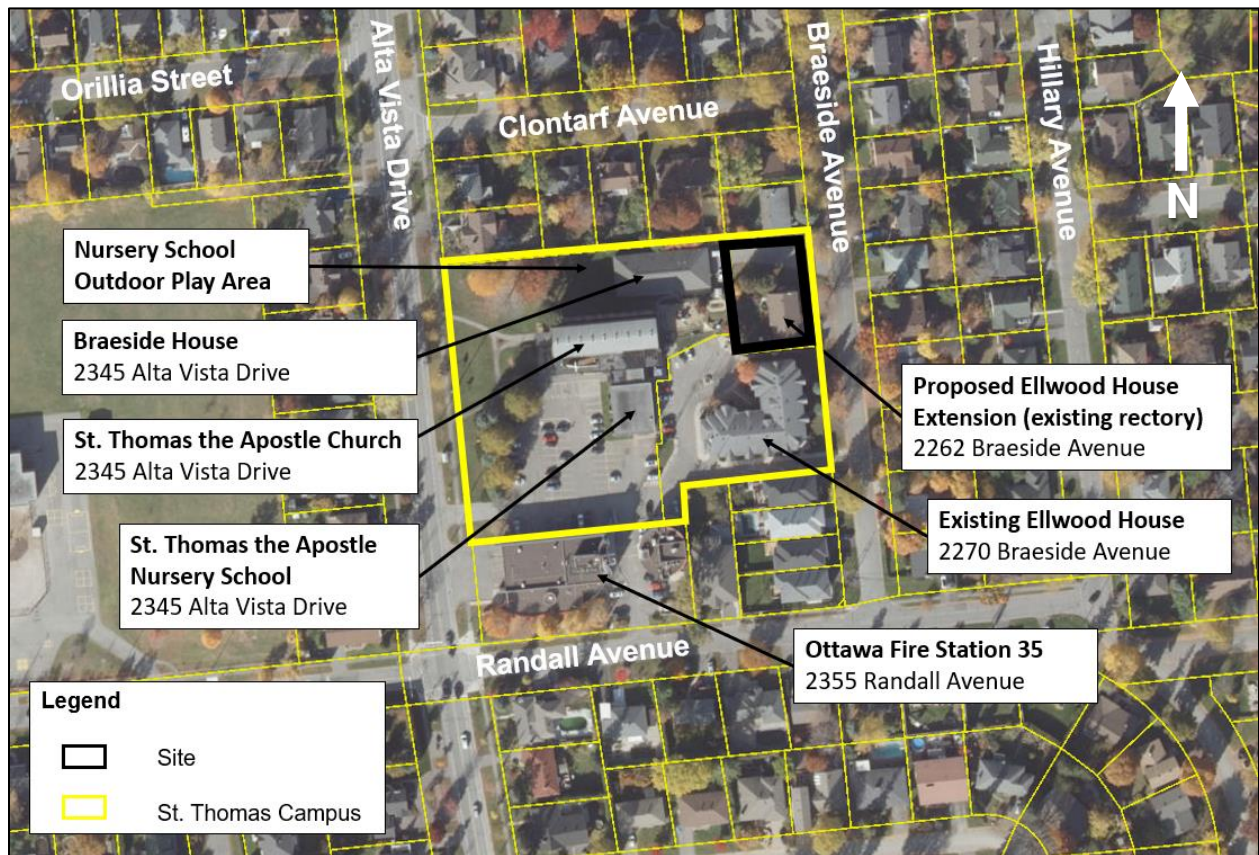 Orillia Street
Alta Vista Drive
Clontarf Avenue
Braeside Avenue
Hillary Avenue
N
Nursery School
Outdoor Play Area
Braeside House
2345 Alta Vista Drive
St. Thomas the Apostle Church
2345 Alta Vista Drive
St. Thomas the Apostle
Nursery School
2345 Alta Vista Drive
Proposed Ellwood House
Extension (existing rectory)
2262 Braeside Avenue
Existing Ellwood House
2270 Braeside Avenue
Ottawa Fire Station 35
2355 Randall Avenue
Randall Avenue
Legend
Site
St. Thomas Campus